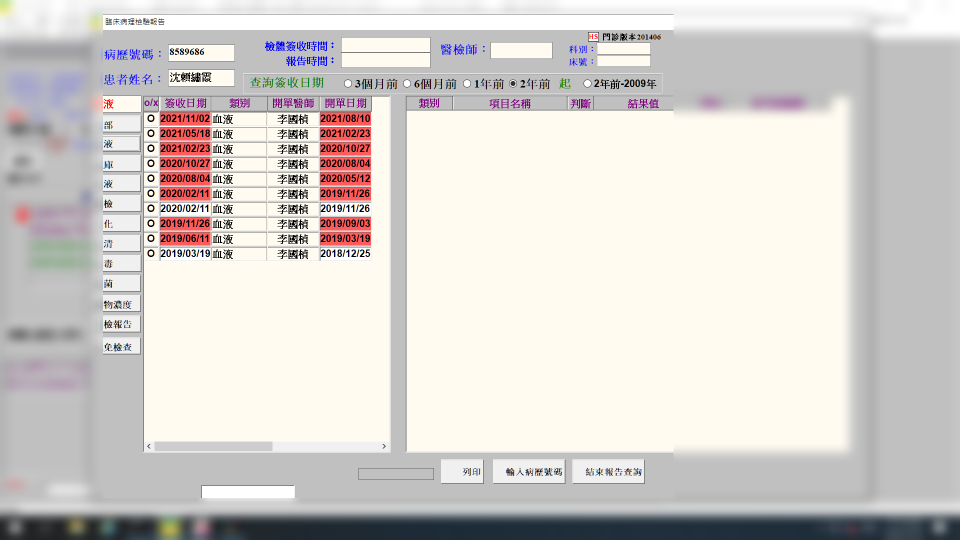 臨床病理檢驗報告
HS 門診版本201406
病歷號碼： 8589686 檢體簽收時間： 醫檢師： 科別：
報告時間： 床號：
患者姓名： 沈賴繡霞 查詢簽收日期 3個月前 6個月前 1年前 2年前 起 2年前-2009年
液 o/x 簽收日期 類別 開單醫師 開單日期 類別 項目名稱 判斷 結果值
O 2021/11/02 血液 李國楨 2021/08/10
部
O 2021/05/18 血液 李國楨 2021/02/23
液
O 2021/02/23 血液 李國楨 2020/10/27
庫
O 2020/10/27 血液 李國楨 2020/08/04
液
O 2020/08/04 血液 李國楨 2020/05/12
O 2020/02/11 血液 李國楨 2019/11/26
檢
O 2020/02/11 血液 李國楨 2019/11/26
化
O 2019/11/26 血液 李國楨 2019/09/03
清
O 2019/06/11 血液 李國楨 2019/03/19
O 2019/03/19 血液 李國楨 2018/12/25
毒
菌
物濃度
檢報告
免檢查
列印 輸入病歷號碼 結束報告查詢